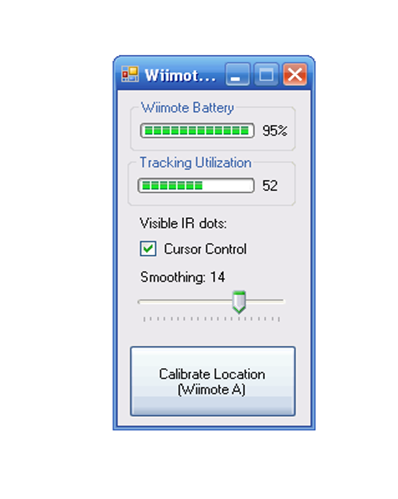 Wiimot...
Wiimote Battery
95%
Tracking Utilization
52
Visible IR dots:
Cursor Control
Smoothing: 14
Calibrate Location
(Wiimote A)